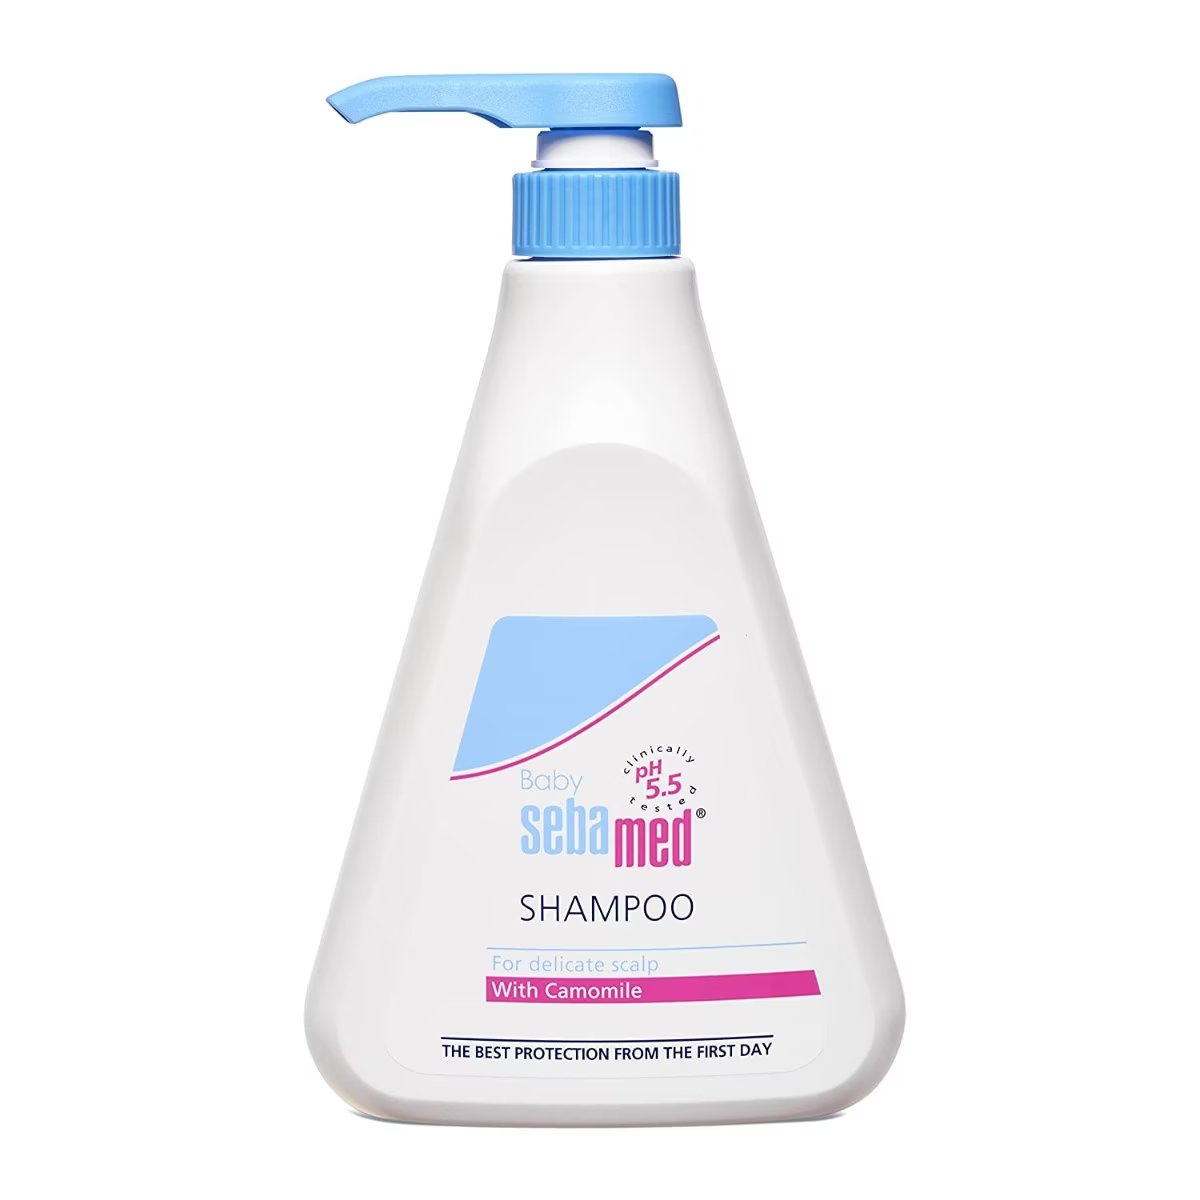 clinically
pH
5.5
tested
Baby
sebamed®
SHAMPOO
For delicate scalp
With Camomile
THE BEST PROTECTION FROM THE FIRST DAY